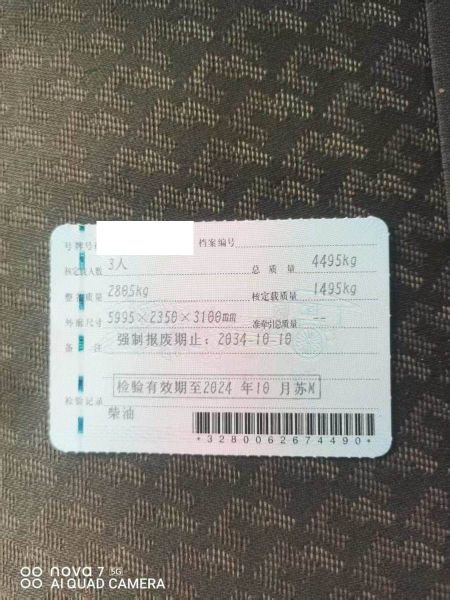 号牌号码 档案编号
核定载人数 3人 总质量 4495kg
整备质量 2805kg 核定载质量 1495kg
外廓尺寸 5995×2350×3100mm 准牵引总质量 --
备注 强制报废期止：2034-10-10
检验有效期至2024年10月苏M
检验记录
柴油
*3280062674490*
nova 7 5G
AI QUAD CAMERA